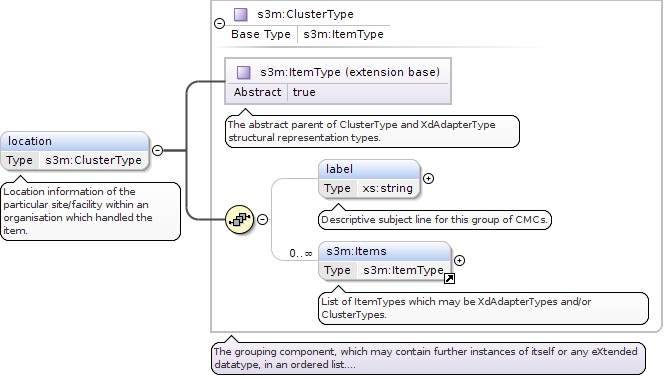 s3m:ClusterType
Base Type s3m:ItemType
s3m:ItemType (extension base)
Abstract true
The abstract parent of ClusterType and XdAdapterType
structural representation types.
location
Type s3m:ClusterType
Location information of the
particular site/facility within an
organisation which handled the
item.
label
Type xs:string
Descriptive subject line for this group of CMCs.
0..∞
s3m:Items
Type s3m:ItemType
List of ItemTypes which may be XdAdapterTypes and/or
ClusterTypes.
The grouping component, which may contain further instances of itself or any eXtended
datatype, in an ordered list....